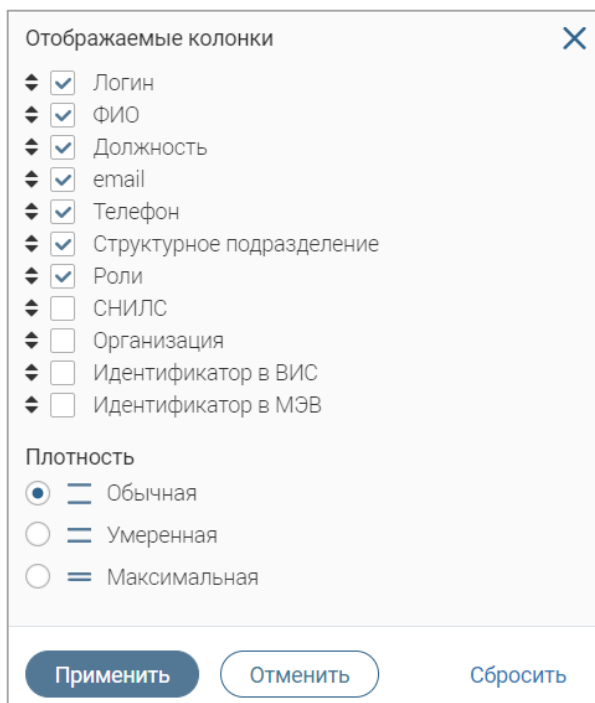 Отображаемые колонки
Логин
ФИО
Должность
email
Телефон
Структурное подразделение
Роли
СНИЛС
Организация
Идентификатор в ВИС
Идентификатор в МЭВ
Плотность
Обычная
Умеренная
Максимальная
Применить Отменить Сбросить